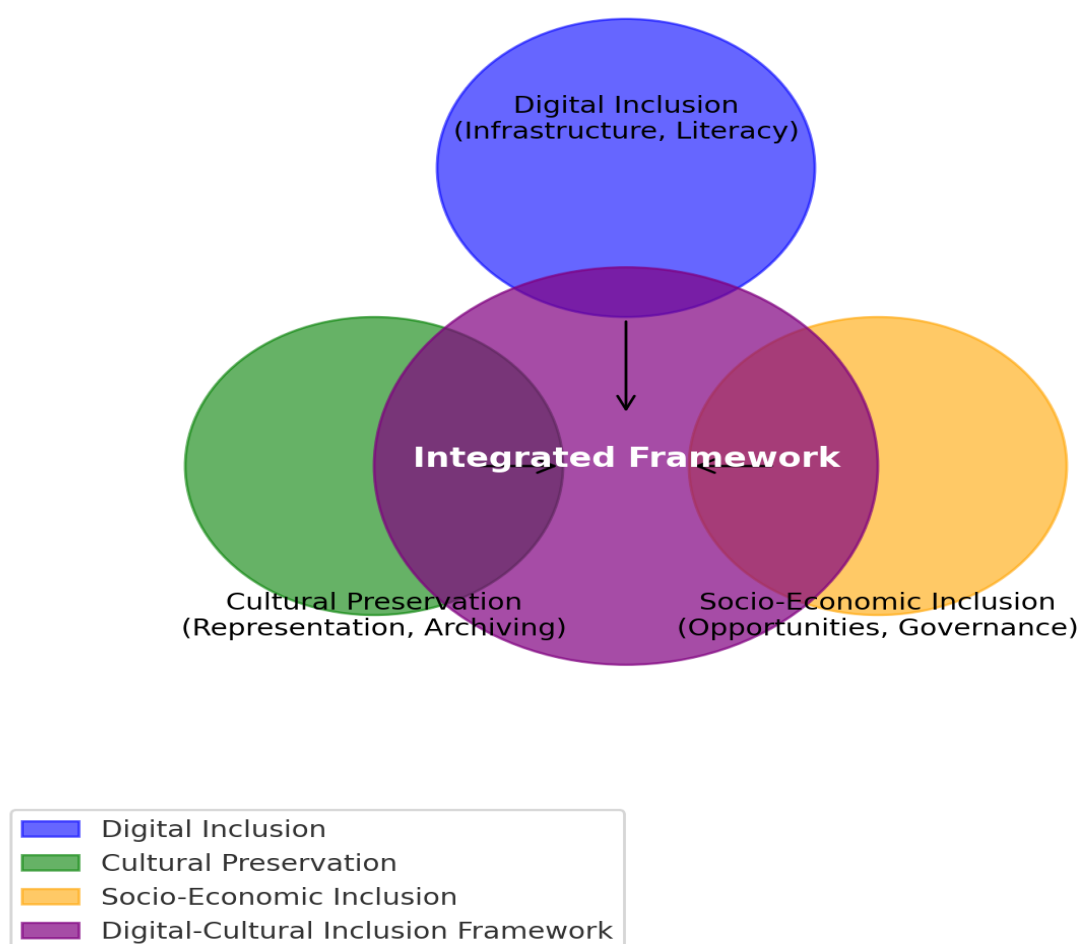 Digital Inclusion
(Infrastructure, Literacy)
Integrated Framework
Cultural Preservation
(Representation, Archiving)
Socio-Economic Inclusion
(Opportunities, Governance)
Digital Inclusion
Cultural Preservation
Socio-Economic Inclusion
Digital-Cultural Inclusion Framework